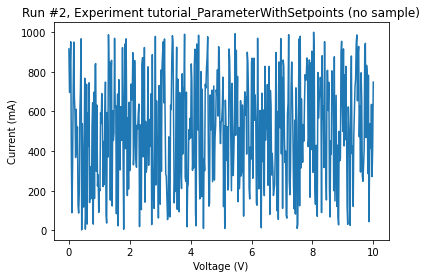 Run #2, Experiment tutorial_ParameterWithSetpoints (no sample)
1000
800
600
400
200
0
Current (mA)
0 2 4 6 8 10
Voltage (V)